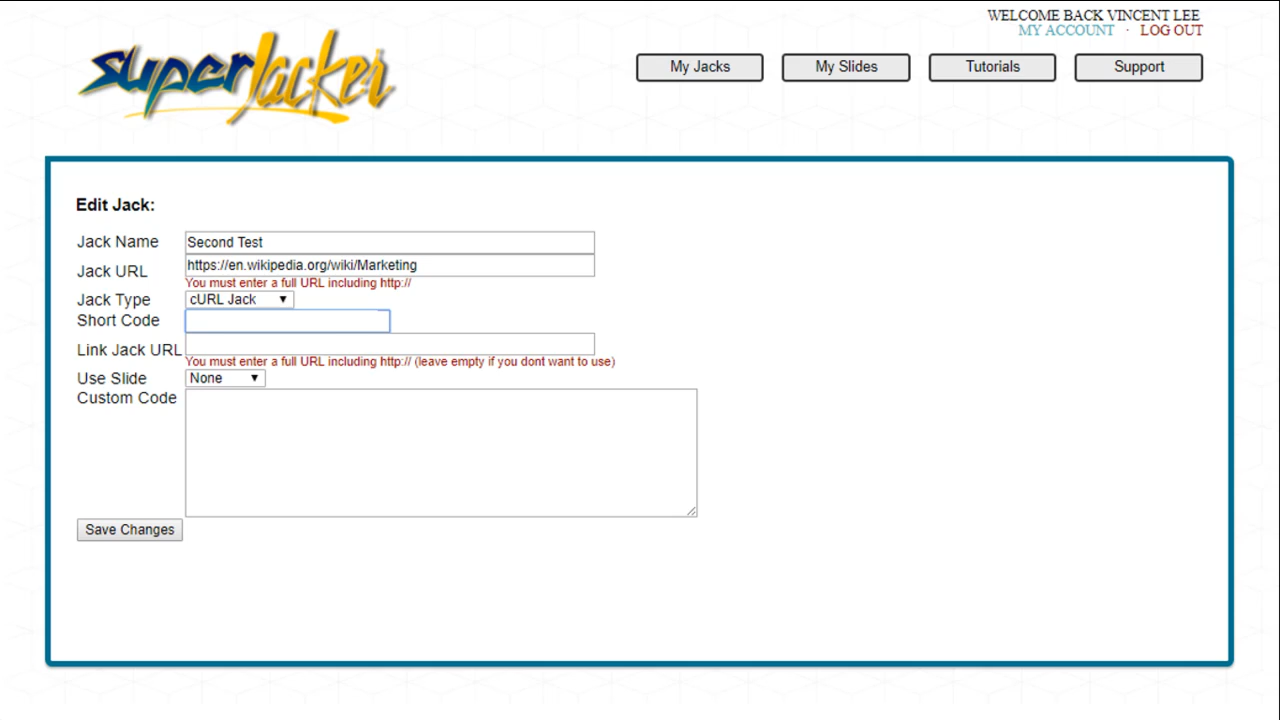 WELCOME BACK VINCENT LEE
MY ACCOUNT · LOG OUT
superJacker
My Jacks My Slides Tutorials Support
Edit Jack:
Jack Name Second Test
Jack URL https://en.wikipedia.org/wiki/Marketing
You must enter a full URL including http://
Jack Type cURL Jack
Short Code
Link Jack URL
You must enter a full URL including http:// (leave empty if you dont want to use)
Use Slide None
Custom Code
Save Changes